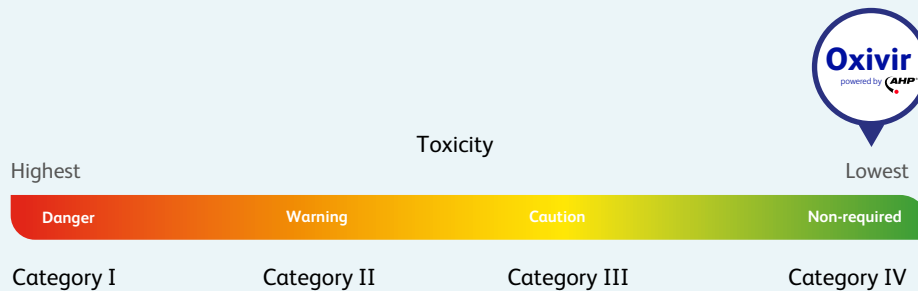 Oxivir
powered by AHP
Toxicity
Highest
Lowest
Danger
Warning
Caution
Non-required
Category I
Category II
Category III
Category IV